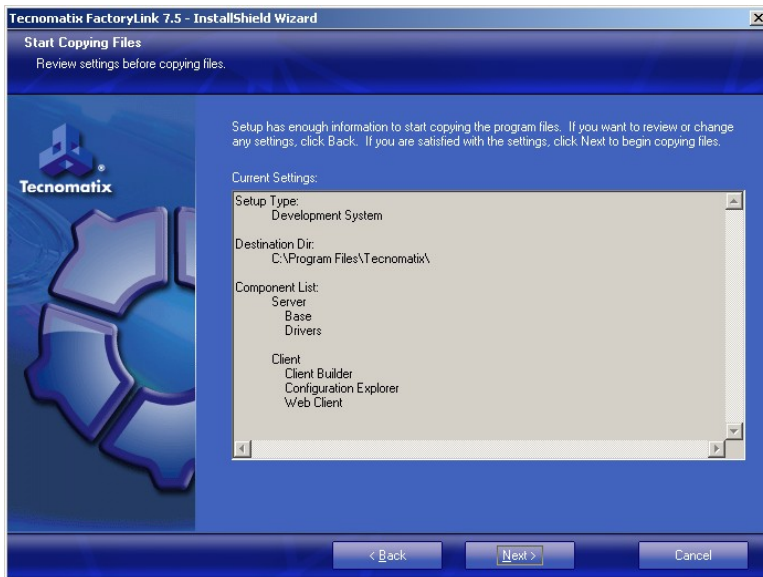 Tecnomatix FactoryLink 7.5 - InstallShield Wizard
Start Copying Files
Review settings before copying files.
Setup has enough information to start copying the program files. If you want to review or change
any settings, click Back. If you are satisfied with the settings, click Next to begin copying files.
Tecnomatix
®
Current Settings:
Setup Type:
Development System
Destination Dir:
C:\Program Files\Tecnomatix\
Component List:
Server
Base
Drivers
Client
Client Builder
Configuration Explorer
Web Client
< Back
Next >
Cancel